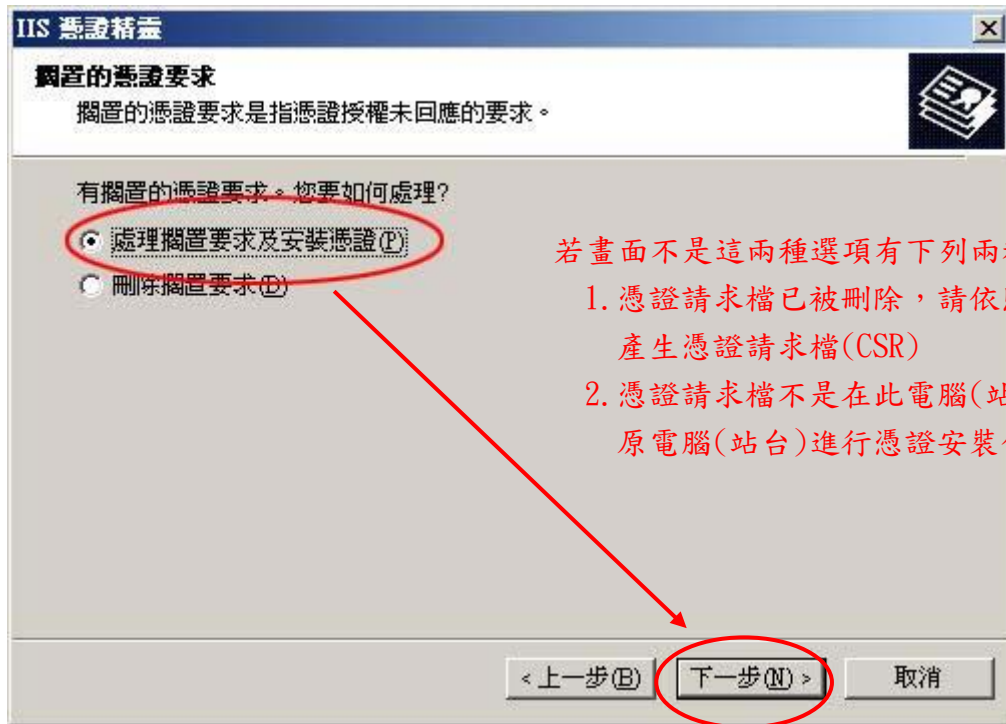 IIS 憑證精靈
擱置的憑證要求
擱置的憑證要求是指憑證授權未回應的要求。
有擱置的憑證要求。您要如何處理?
處理擱置要求及安裝憑證(P)
刪除擱置要求(D)
若畫面不是這兩種選項有下列兩
1.憑證請求檔已被刪除，請依
產生憑證請求檔(CSR)
2.憑證請求檔不是在此電腦(站
原電腦(站台)進行憑證安裝
<上一步(B)
下一步(N)>
取消